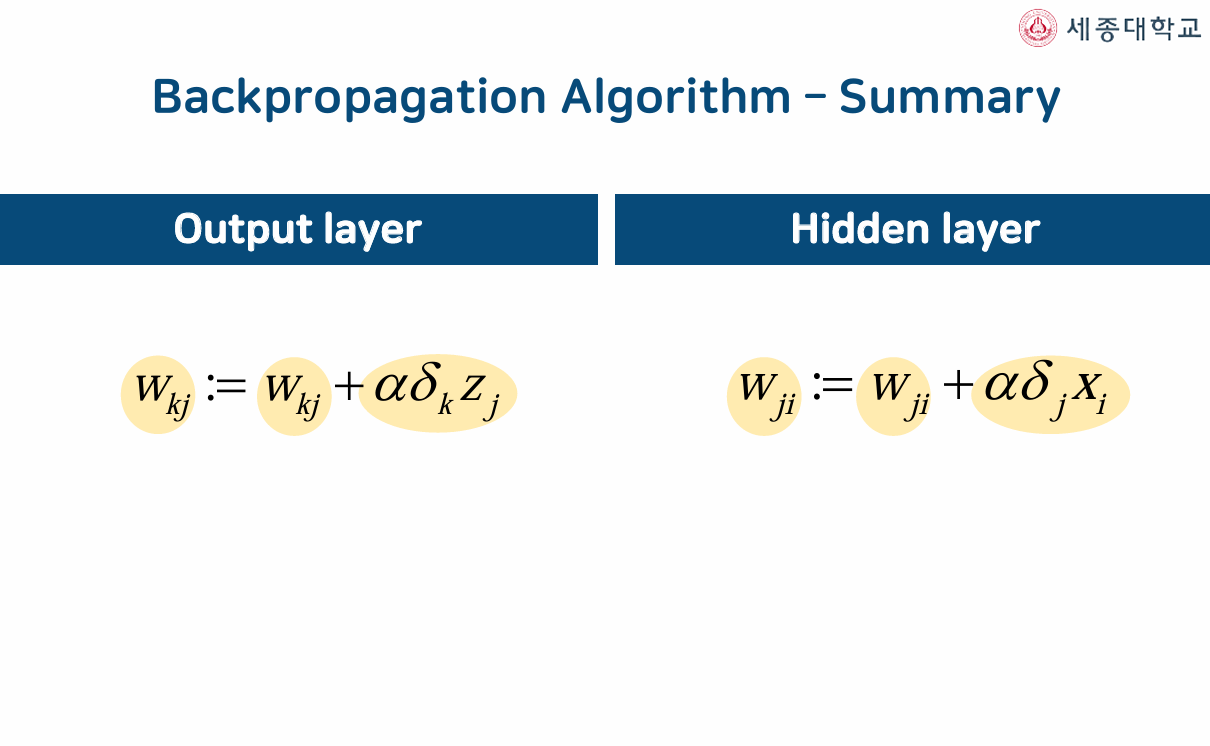 세종대학교
Backpropagation Algorithm – Summary
Output layer
Hidden layer
w_kj := w_kj + αδ_k z_j
w_ji := w_ji + αδ_j x_i